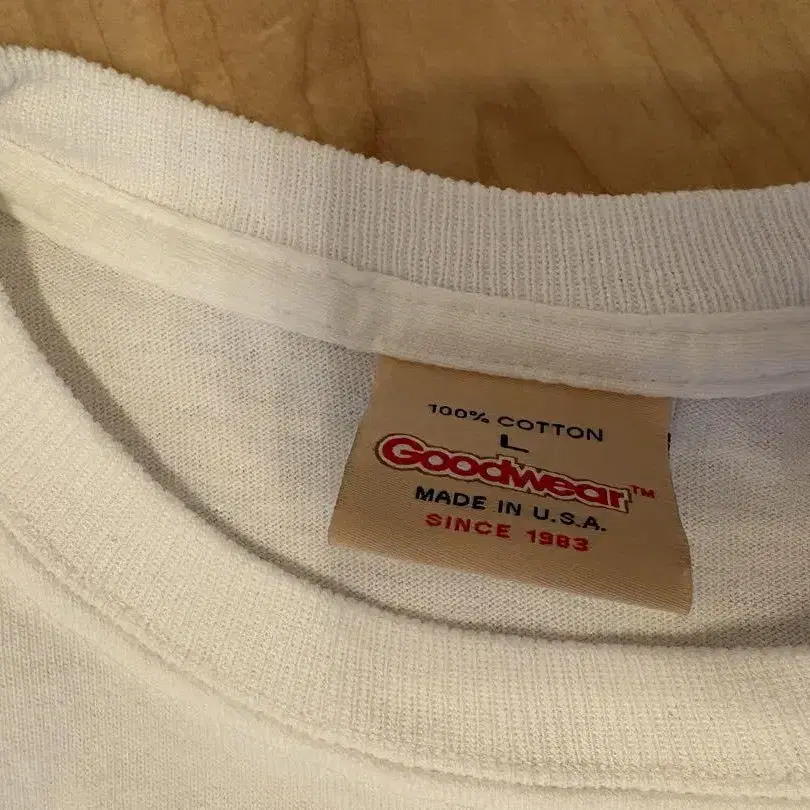 100% COTTON
L
Goodwear™
MADE IN U.S.A.
SINCE 1983